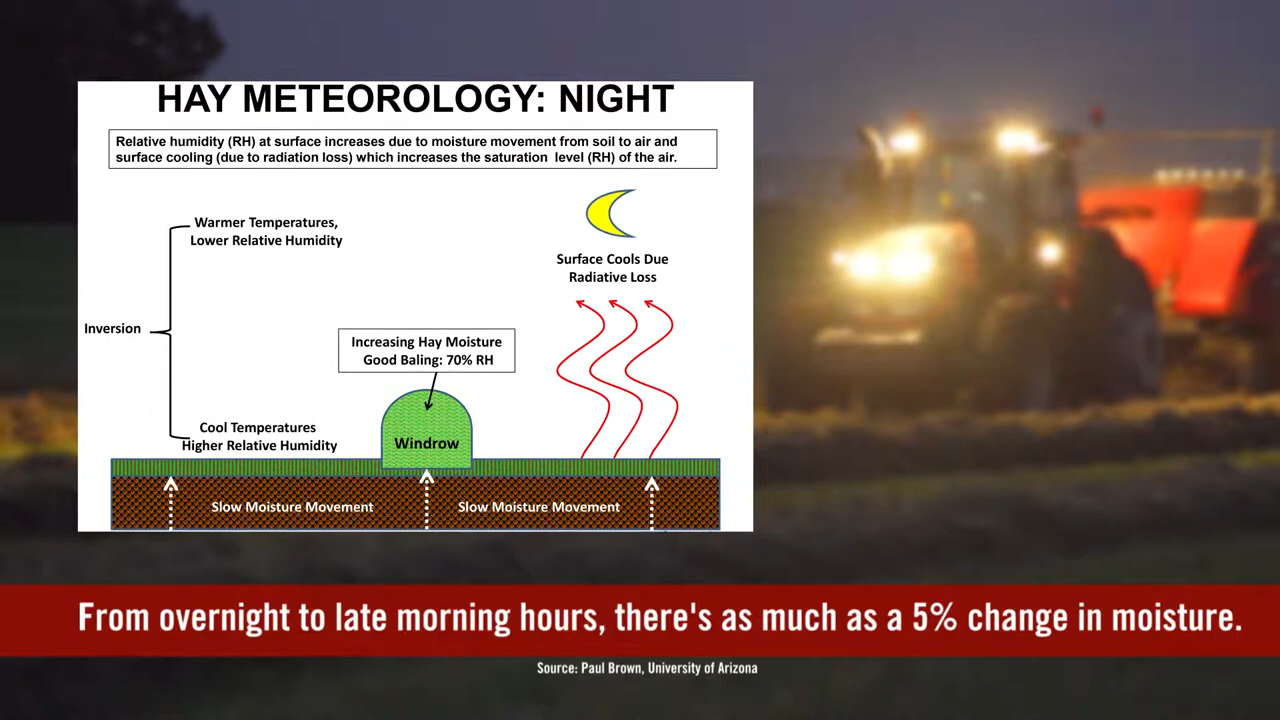 HAY METEOROLOGY: NIGHT
Relative humidity (RH) at surface increases due to moisture movement from soil to air and
surface cooling (due to radiation loss) which increases the saturation level (RH) of the air.
Warmer Temperatures,
Lower Relative Humidity
Surface Cools Due
Radiative Loss
Inversion
Increasing Hay Moisture
Good Baling: 70% RH
Cool Temperatures
Higher Relative Humidity
Windrow
Slow Moisture Movement
Slow Moisture Movement
From overnight to late morning hours, there's as much as a 5% change in moisture.
Source: Paul Brown, University of Arizona